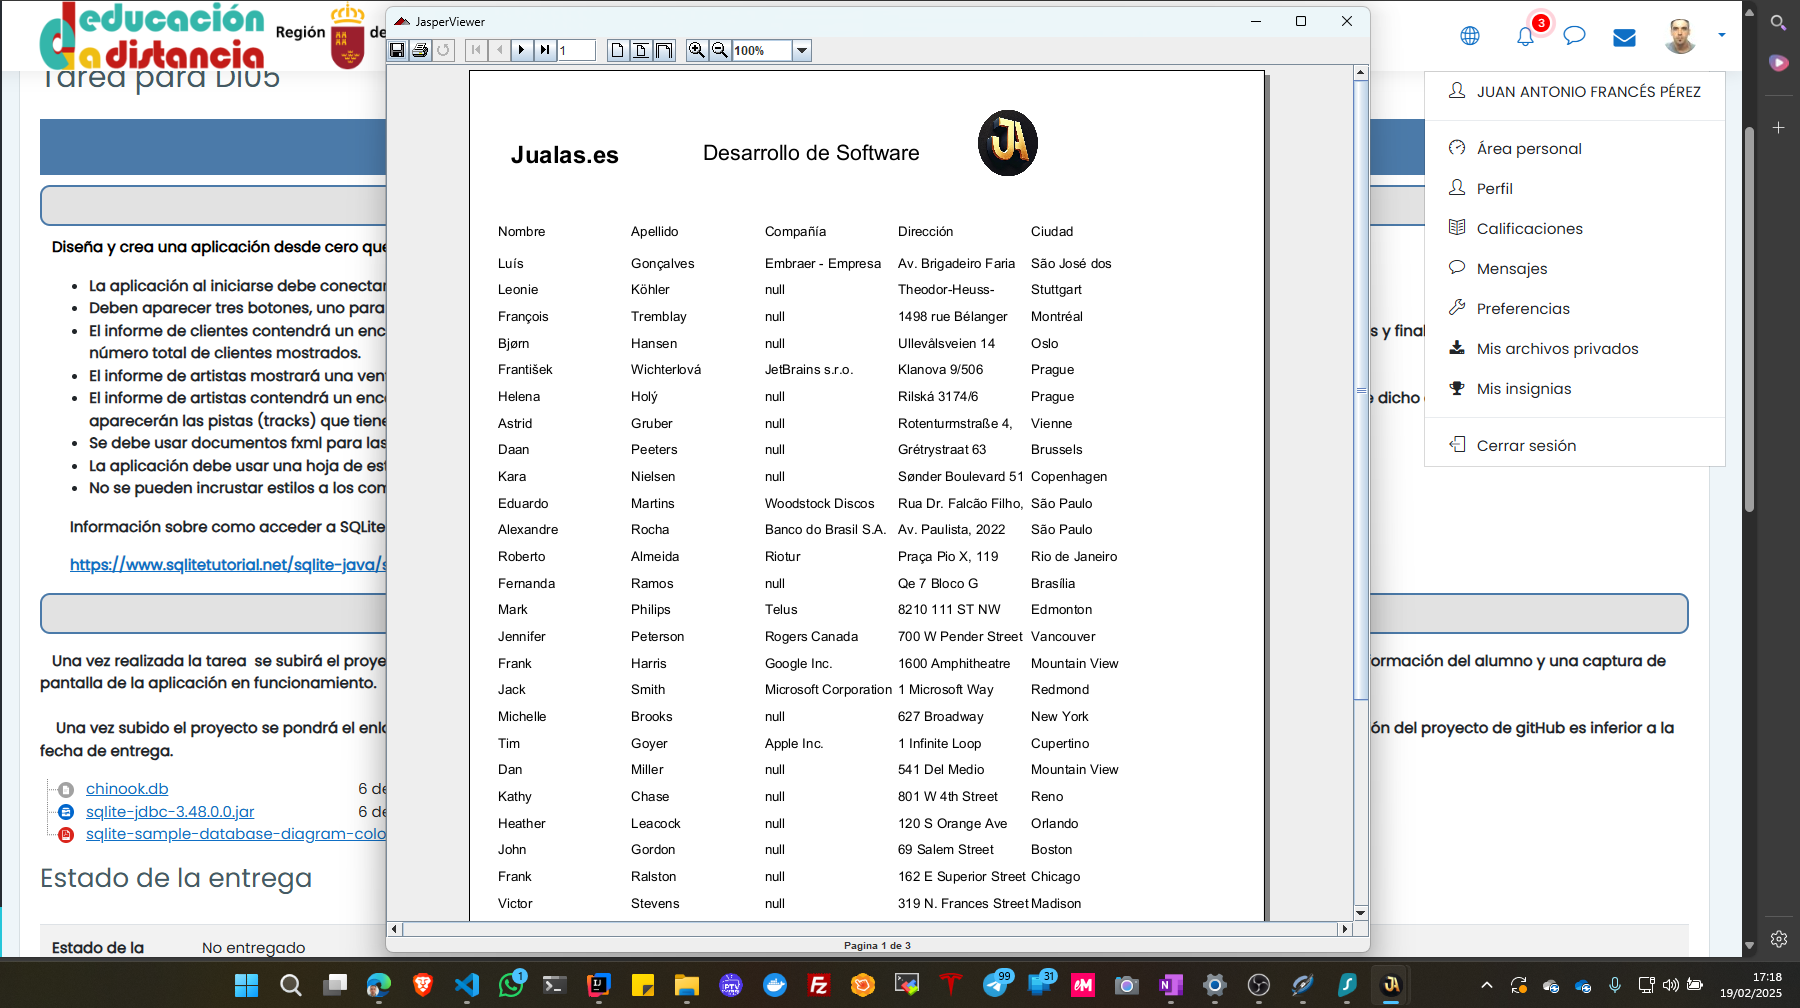 educación
a distancia
Región
de
Tarea para DI05
Diseña y crea una aplicación desde cero que
La aplicación al iniciarse debe conectar
Deben aparecer tres botones, uno para
El informe de clientes contendrá un enc
s y final
número total de clientes mostrados.
El informe de artistas mostrará una ven
El informe de artistas contendrá un enc
e dicho
aparecerán las pistas (tracks) que tiene
Se debe usar documentos fxml para las
La aplicación debe usar una hoja de est
No se pueden incrustar estilos a los com
Información sobre como acceder a SQLite
https://www.sqlitetutorial.net/sqlite-java/s
Una vez realizada la tarea  se subirá el proye
ormación del alumno y una captura de
pantalla de la aplicación en funcionamiento.
Una vez subido el proyecto se pondrá el enla
ón del proyecto de gitHub es inferior a la
fecha de entrega.
chinook.db 6 de
sqlite-jdbc-3.48.0.0.jar 6 de
sqlite-sample-database-diagram-colo
Estado de la entrega
Estado de la No entregado
JasperViewer
1
100%
Jualas.es Desarrollo de Software JA
Nombre Apellido Compañía Dirección Ciudad
Luís Gonçalves Embraer - Empresa Av. Brigadeiro Faria São José dos
Leonie Köhler null Theodor-Heuss- Stuttgart
François Tremblay null 1498 rue Bélanger Montréal
Bjørn Hansen null Ullevålsveien 14 Oslo
František Wichterlová JetBrains s.r.o. Klanova 9/506 Prague
Helena Holý null Rilská 3174/6 Prague
Astrid Gruber null Rotenturmstraße 4, Vienne
Daan Peeters null Grétrystraat 63 Brussels
Kara Nielsen null Sønder Boulevard 51 Copenhagen
Eduardo Martins Woodstock Discos Rua Dr. Falcão Filho, São Paulo
Alexandre Rocha Banco do Brasil S.A. Av. Paulista, 2022 São Paulo
Roberto Almeida Riotur Praça Pio X, 119 Rio de Janeiro
Fernanda Ramos null Qe 7 Bloco G Brasília
Mark Philips Telus 8210 111 ST NW Edmonton
Jennifer Peterson Rogers Canada 700 W Pender Street Vancouver
Frank Harris Google Inc. 1600 Amphitheatre Mountain View
Jack Smith Microsoft Corporation 1 Microsoft Way Redmond
Michelle Brooks null 627 Broadway New York
Tim Goyer Apple Inc. 1 Infinite Loop Cupertino
Dan Miller null 541 Del Medio Mountain View
Kathy Chase null 801 W 4th Street Reno
Heather Leacock null 120 S Orange Ave Orlando
John Gordon null 69 Salem Street Boston
Frank Ralston null 162 E Superior Street Chicago
Victor Stevens null 319 N. Frances Street Madison
Pagina 1 de 3
3
JUAN ANTONIO FRANCÉS PÉREZ
Área personal
Perfil
Calificaciones
Mensajes
Preferencias
Mis archivos privados
Mis insignias
Cerrar sesión
1
99
31
17:18
19/02/2025